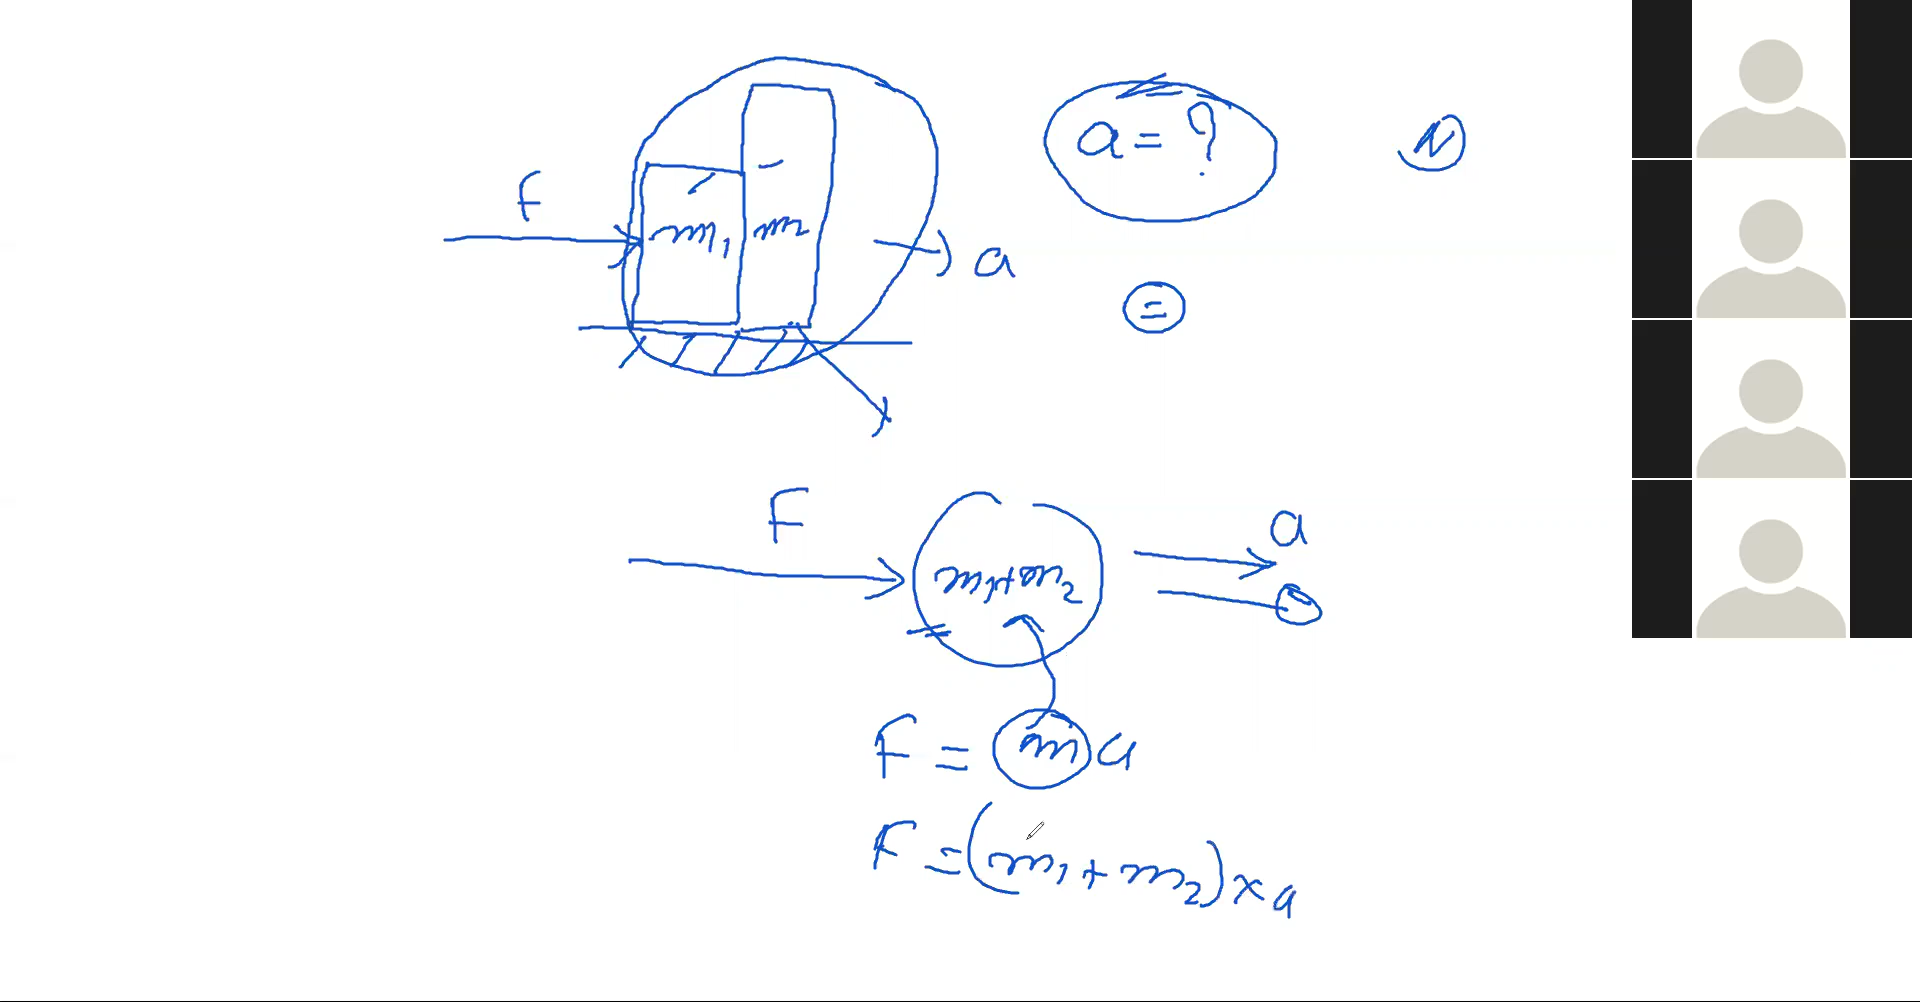 F
m1 m2
a
a = ?
N
=
F
m1+m2
a
F = ma
F = (m1 + m2) x a